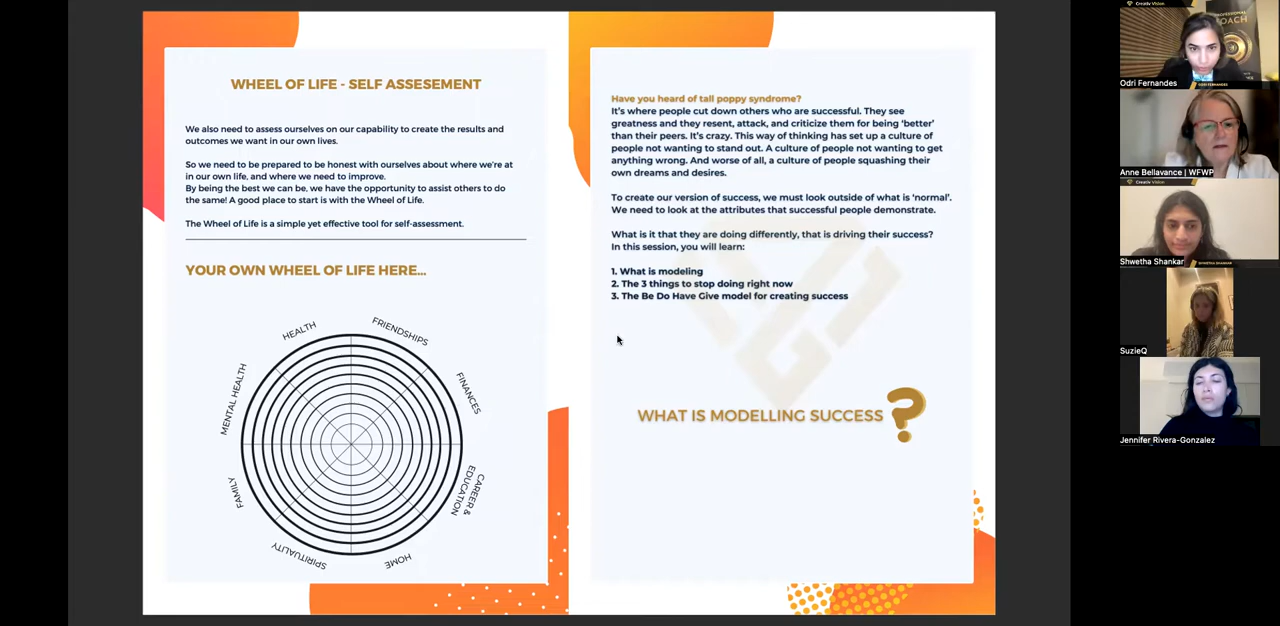 WHEEL OF LIFE - SELF ASSESEMENT
We also need to assess ourselves on our capability to create the results and
outcomes we want in our own lives.
So we need to be prepared to be honest with ourselves about where we're at
in our own life, and where we need to improve.
By being the best we can be, we have the opportunity to assist others to do
the same! A good place to start is with the Wheel of Life.
The Wheel of Life is a simple yet effective tool for self-assessment.
YOUR OWN WHEEL OF LIFE HERE...
HEALTH
FRIENDSHIPS
MENTAL HEALTH
FINANCES
FAMILY
CAREER &
EDUCATION
SPIRITUALITY
HOME
Have you heard of tall poppy syndrome?
It's where people cut down others who are successful. They see
greatness and they resent, attack, and criticize them for being 'better'
than their peers. It's crazy. This way of thinking has set up a culture of
people not wanting to stand out. A culture of people not wanting to get
anything wrong. And worse of all, a culture of people squashing their
own dreams and desires.
To create our version of success, we must look outside of what is 'normal'.
We need to look at the attributes that successful people demonstrate.
What is it that they are doing differently, that is driving their success?
In this session, you will learn:
1. What is modeling
2. The 3 things to stop doing right now
3. The Be Do Have Give model for creating success
WHAT IS MODELLING SUCCESS ?
Creativ Vision
PROFESSIONAL
COACH
Odri Fernandes
ODRI FERNANDES
Anne Bellavance | WFWP
Creativ Vision
Shwetha Shankar
SHWETHA SHANKAR
SuzieQ
Jennifer Rivera-Gonzalez